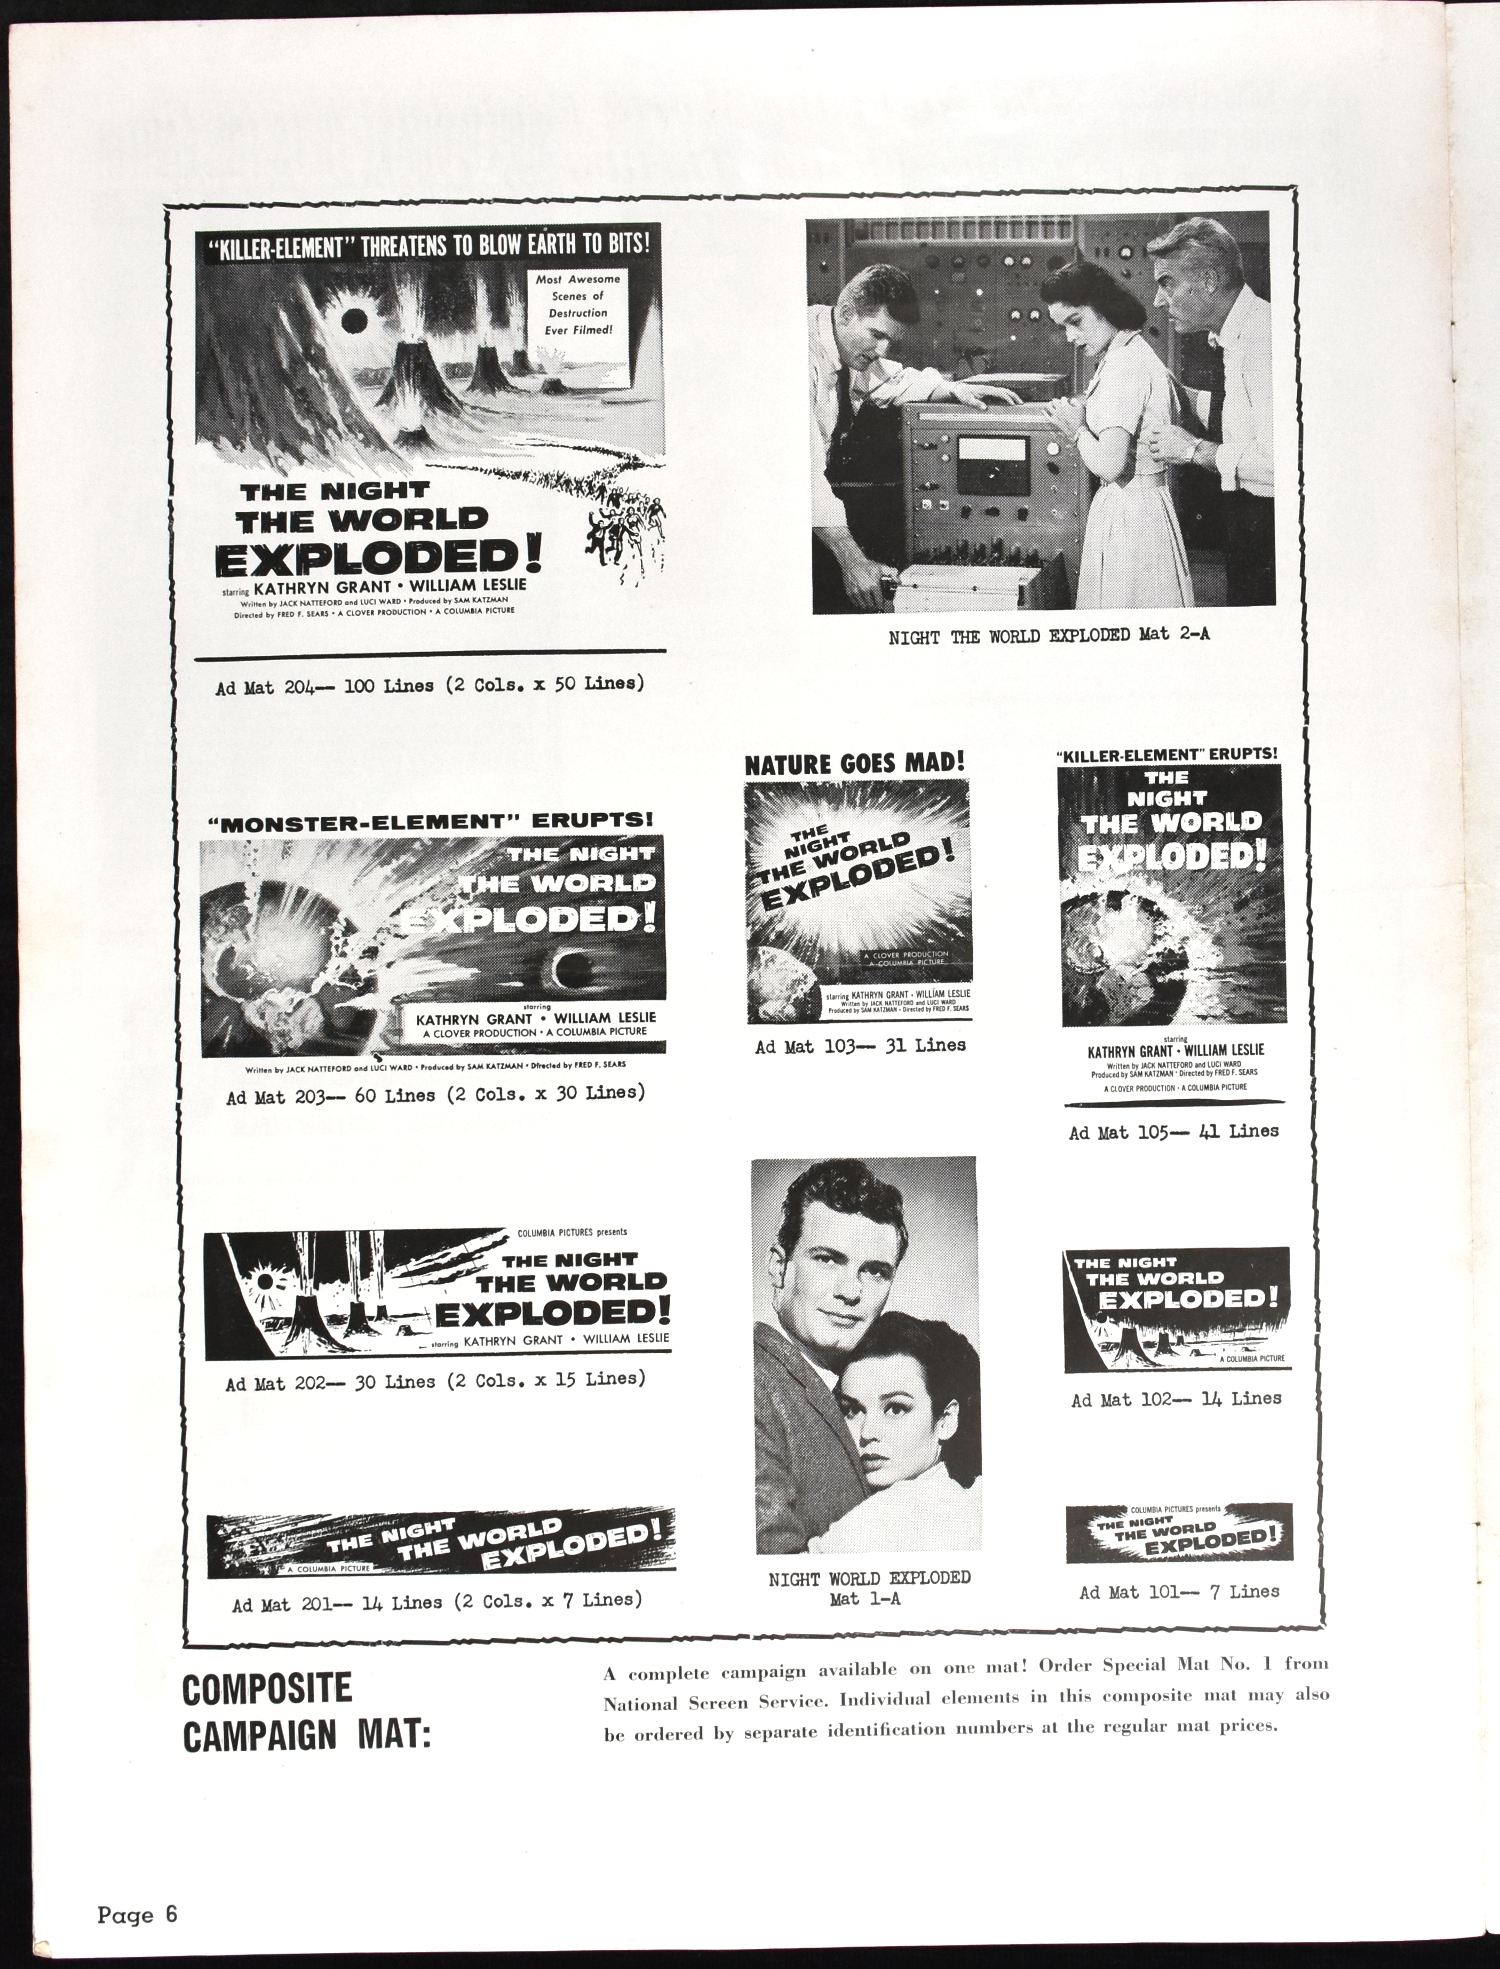 "KILLER-ELEMENT" THREATENS TO BLOW EARTH TO BITS!
Most Awesome
Scenes of
Destruction
Ever Filmed!
THE NIGHT
THE WORLD
EXPLODED!
starring KATHRYN GRANT • WILLIAM LESLIE
Written by JACK NATTEFORD and LUCI WARD • Produced by SAM KATZMAN
Directed by FRED F. SEARS • A CLOVER PRODUCTION • A COLUMBIA PICTURE
Ad Mat 204-- 100 Lines (2 Cols. x 50 Lines)
NIGHT THE WORLD EXPLODED Mat 2-A
"MONSTER-ELEMENT" ERUPTS!
THE NIGHT
THE WORLD
EXPLODED!
starring
KATHRYN GRANT • WILLIAM LESLIE
A CLOVER PRODUCTION • A COLUMBIA PICTURE
Written by JACK NATTEFORD and LUCI WARD • Produced by SAM KATZMAN • Directed by FRED F. SEARS
Ad Mat 203-- 60 Lines (2 Cols. x 30 Lines)
NATURE GOES MAD!
THE
NIGHT
THE WORLD
EXPLODED!
A CLOVER PRODUCTION
A COLUMBIA PICTURE
starring KATHRYN GRANT • WILLIAM LESLIE
Written by JACK NATTEFORD and LUCI WARD
Produced by SAM KATZMAN • Directed by FRED F. SEARS
Ad Mat 103-- 31 Lines
"KILLER-ELEMENT" ERUPTS!
THE
NIGHT
THE WORLD
EXPLODED!
starring
KATHRYN GRANT • WILLIAM LESLIE
Written by JACK NATTEFORD and LUCI WARD
Produced by SAM KATZMAN • Directed by FRED F. SEARS
A CLOVER PRODUCTION • A COLUMBIA PICTURE
Ad Mat 105-- 41 Lines
COLUMBIA PICTURES presents
THE NIGHT
THE WORLD
EXPLODED!
starring KATHRYN GRANT • WILLIAM LESLIE
Ad Mat 202-- 30 Lines (2 Cols. x 15 Lines)
THE NIGHT
THE WORLD
EXPLODED!
A COLUMBIA PICTURE
Ad Mat 102-- 14 Lines
THE NIGHT
THE WORLD
EXPLODED!
A COLUMBIA PICTURE
Ad Mat 201-- 14 Lines (2 Cols. x 7 Lines)
NIGHT WORLD EXPLODED
Mat 1-A
COLUMBIA PICTURES presents
THE NIGHT
THE WORLD
EXPLODED!
Ad Mat 101-- 7 Lines
COMPOSITE
CAMPAIGN MAT:
A complete campaign available on one mat! Order Special Mat No. 1 from
National Screen Service. Individual elements in this composite mat may also
be ordered by separate identification numbers at the regular mat prices.
Page 6